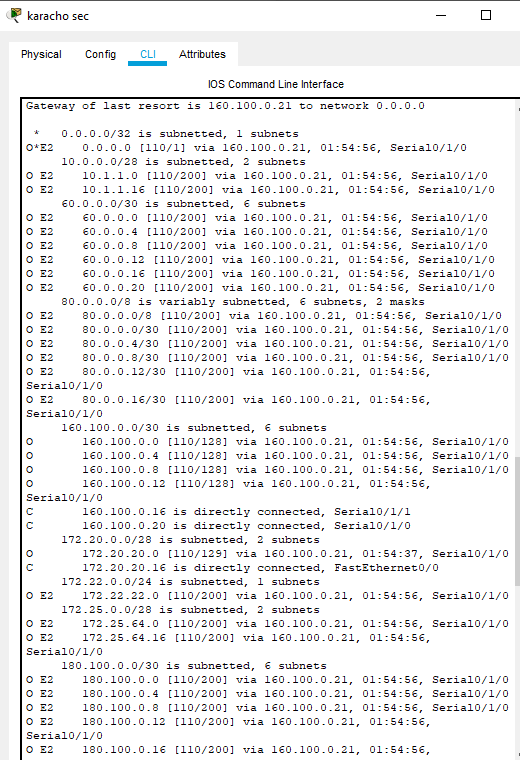 karacho sec
Physical Config CLI Attributes
IOS Command Line Interface
Gateway of last resort is 160.100.0.21 to network 0.0.0.0
* 0.0.0.0/32 is subnetted, 1 subnets
O*E2 0.0.0.0 [110/1] via 160.100.0.21, 01:54:56, Serial0/1/0
10.0.0.0/28 is subnetted, 2 subnets
O E2 10.1.1.0 [110/200] via 160.100.0.21, 01:54:56, Serial0/1/0
O E2 10.1.1.16 [110/200] via 160.100.0.21, 01:54:56, Serial0/1/0
60.0.0.0/30 is subnetted, 6 subnets
O E2 60.0.0.0 [110/200] via 160.100.0.21, 01:54:56, Serial0/1/0
O E2 60.0.0.4 [110/200] via 160.100.0.21, 01:54:56, Serial0/1/0
O E2 60.0.0.8 [110/200] via 160.100.0.21, 01:54:56, Serial0/1/0
O E2 60.0.0.12 [110/200] via 160.100.0.21, 01:54:56, Serial0/1/0
O E2 60.0.0.16 [110/200] via 160.100.0.21, 01:54:56, Serial0/1/0
O E2 60.0.0.20 [110/200] via 160.100.0.21, 01:54:56, Serial0/1/0
80.0.0.0/8 is variably subnetted, 6 subnets, 2 masks
O E2 80.0.0.0/8 [110/200] via 160.100.0.21, 01:54:56, Serial0/1/0
O E2 80.0.0.0/30 [110/200] via 160.100.0.21, 01:54:56, Serial0/1/0
O E2 80.0.0.4/30 [110/200] via 160.100.0.21, 01:54:56, Serial0/1/0
O E2 80.0.0.8/30 [110/200] via 160.100.0.21, 01:54:56, Serial0/1/0
O E2 80.0.0.12/30 [110/200] via 160.100.0.21, 01:54:56,
Serial0/1/0
O E2 80.0.0.16/30 [110/200] via 160.100.0.21, 01:54:56,
Serial0/1/0
160.100.0.0/30 is subnetted, 6 subnets
O 160.100.0.0 [110/128] via 160.100.0.21, 01:54:56, Serial0/1/0
O 160.100.0.4 [110/128] via 160.100.0.21, 01:54:56, Serial0/1/0
O 160.100.0.8 [110/128] via 160.100.0.21, 01:54:56, Serial0/1/0
O 160.100.0.12 [110/128] via 160.100.0.21, 01:54:56,
Serial0/1/0
C 160.100.0.16 is directly connected, Serial0/1/1
C 160.100.0.20 is directly connected, Serial0/1/0
172.20.0.0/28 is subnetted, 2 subnets
O 172.20.20.0 [110/129] via 160.100.0.21, 01:54:37, Serial0/1/0
C 172.20.20.16 is directly connected, FastEthernet0/0
172.22.0.0/24 is subnetted, 1 subnets
O E2 172.22.22.0 [110/200] via 160.100.0.21, 01:54:56, Serial0/1/0
172.25.0.0/28 is subnetted, 2 subnets
O E2 172.25.64.0 [110/200] via 160.100.0.21, 01:54:56, Serial0/1/0
O E2 172.25.64.16 [110/200] via 160.100.0.21, 01:54:56,
Serial0/1/0
180.100.0.0/30 is subnetted, 6 subnets
O E2 180.100.0.0 [110/200] via 160.100.0.21, 01:54:56, Serial0/1/0
O E2 180.100.0.4 [110/200] via 160.100.0.21, 01:54:56, Serial0/1/0
O E2 180.100.0.8 [110/200] via 160.100.0.21, 01:54:56, Serial0/1/0
O E2 180.100.0.12 [110/200] via 160.100.0.21, 01:54:56,
Serial0/1/0
O E2 180.100.0.16 [110/200] via 160.100.0.21, 01:54:56,